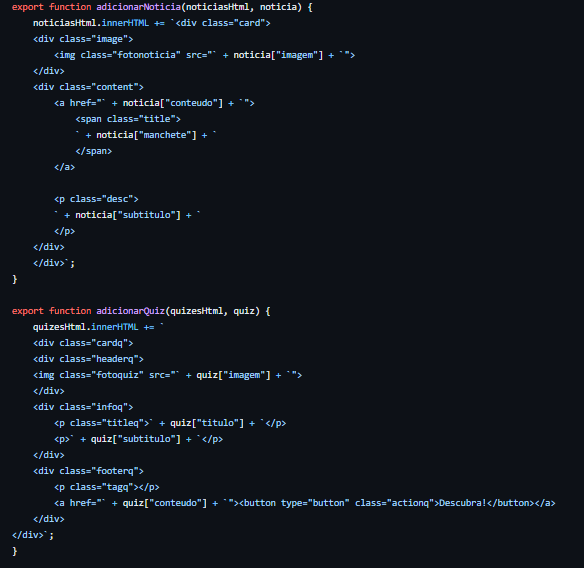 export function adicionarNoticia(noticiasHtml, noticia) {
    noticiasHtml.innerHTML += `<div class="card">
    <div class="image">
        <img class="fotonoticia" src="` + noticia["imagem"] + `">
    </div>
    <div class="content">
        <a href="` + noticia["conteudo"] + `">
            <span class="title">
            ` + noticia["manchete"] + `
            </span>
        </a>

        <p class="desc">
        ` + noticia["subtitulo"] + `
        </p>
    </div>
    </div>`;
}

export function adicionarQuiz(quizesHtml, quiz) {
    quizesHtml.innerHTML += `
    <div class="cardq">
    <div class="headerq">
    <img class="fotoquiz" src="` + quiz["imagem"] + `">
    </div>
    <div class="infoq">
        <p class="titleq">` + quiz["titulo"] + `</p>
        <p>` + quiz["subtitulo"] + `</p>
    </div>
    <div class="footerq">
        <p class="tagq"></p>
        <a href="` + quiz["conteudo"] + `"><button type="button" class="actionq">Descubra!</button></a>
    </div>
</div>`;
}